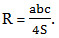 R = abc/4S.